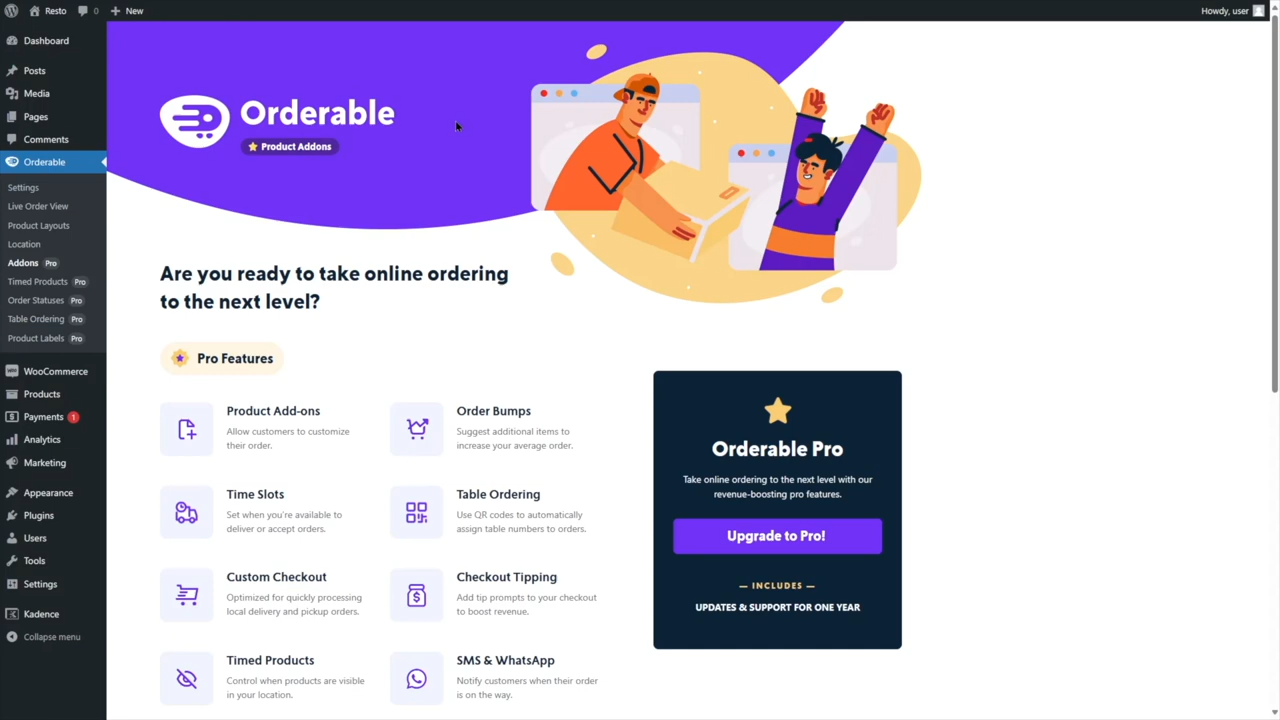 Resto
0
New
Howdy, user
Dashboard
Posts
Media
Pages
Comments
Orderable
Settings
Live Order View
Product Layouts
Location
Addons Pro
Timed Products Pro
Order Statuses Pro
Table Ordering Pro
Product Labels Pro
WooCommerce
Products
Payments 1
Analytics
Marketing
Appearance
Plugins
Users
Tools
Settings
Kadence
Collapse menu
Orderable
Product Addons
Are you ready to take online ordering
to the next level?
Pro Features
Product Add-ons
Allow customers to customize
their order.
Order Bumps
Suggest additional items to
increase your average order.
Time Slots
Set when you're available to
deliver or accept orders.
Table Ordering
Use QR codes to automatically
assign table numbers to orders.
Custom Checkout
Optimized for quickly processing
local delivery and pickup orders.
Checkout Tipping
Add tip prompts to your checkout
to boost revenue.
Timed Products
Control when products are visible
in your location.
SMS & WhatsApp
Notify customers when their order
is on the way.
Orderable Pro
Take online ordering to the next level with our
revenue-boosting pro features.
Upgrade to Pro!
— INCLUDES —
UPDATES & SUPPORT FOR ONE YEAR